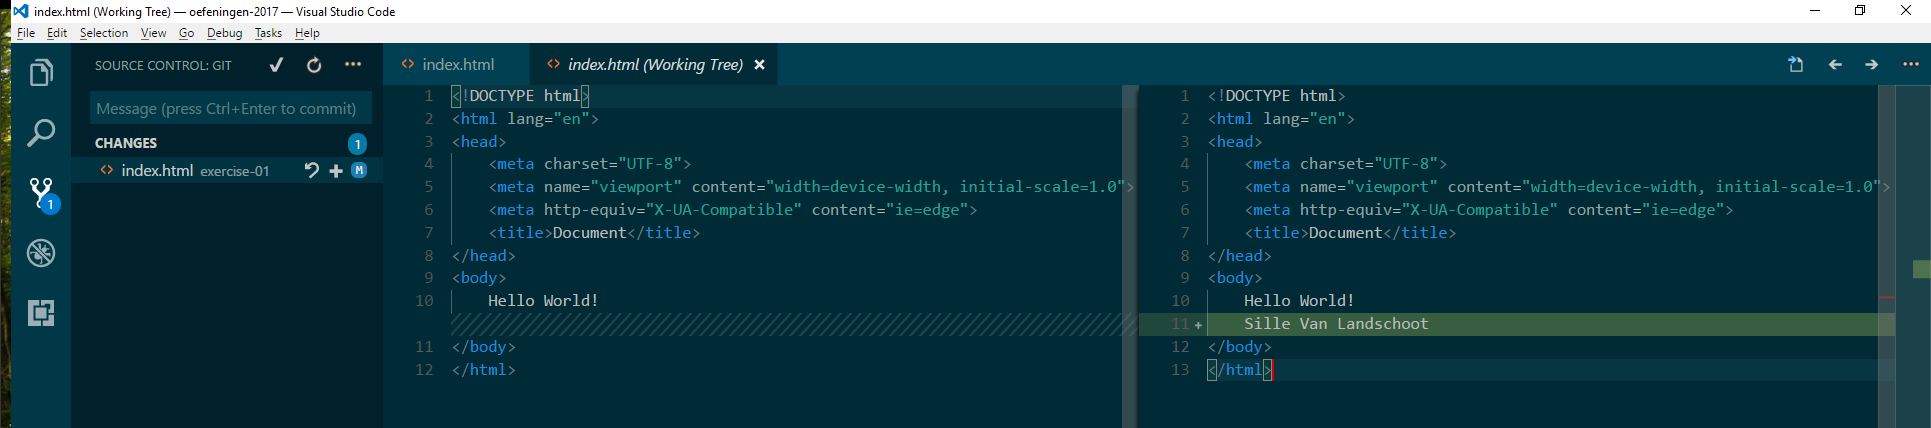 index.html (Working Tree) — oefeningen-2017 — Visual Studio Code
File Edit Selection View Go Debug Tasks Help
SOURCE CONTROL: GIT
Message (press Ctrl+Enter to commit)
CHANGES 1
index.html exercise-01 M
1
index.html
index.html (Working Tree)
1 <!DOCTYPE html>
2 <html lang="en">
3 <head>
4 <meta charset="UTF-8">
5 <meta name="viewport" content="width=device-width, initial-scale=1.0">
6 <meta http-equiv="X-UA-Compatible" content="ie=edge">
7 <title>Document</title>
8 </head>
9 <body>
10 Hello World!
11 </body>
12 </html>
1 <!DOCTYPE html>
2 <html lang="en">
3 <head>
4 <meta charset="UTF-8">
5 <meta name="viewport" content="width=device-width, initial-scale=1.0">
6 <meta http-equiv="X-UA-Compatible" content="ie=edge">
7 <title>Document</title>
8 </head>
9 <body>
10 Hello World!
11 + Sille Van Landschoot
12 </body>
13 </html>